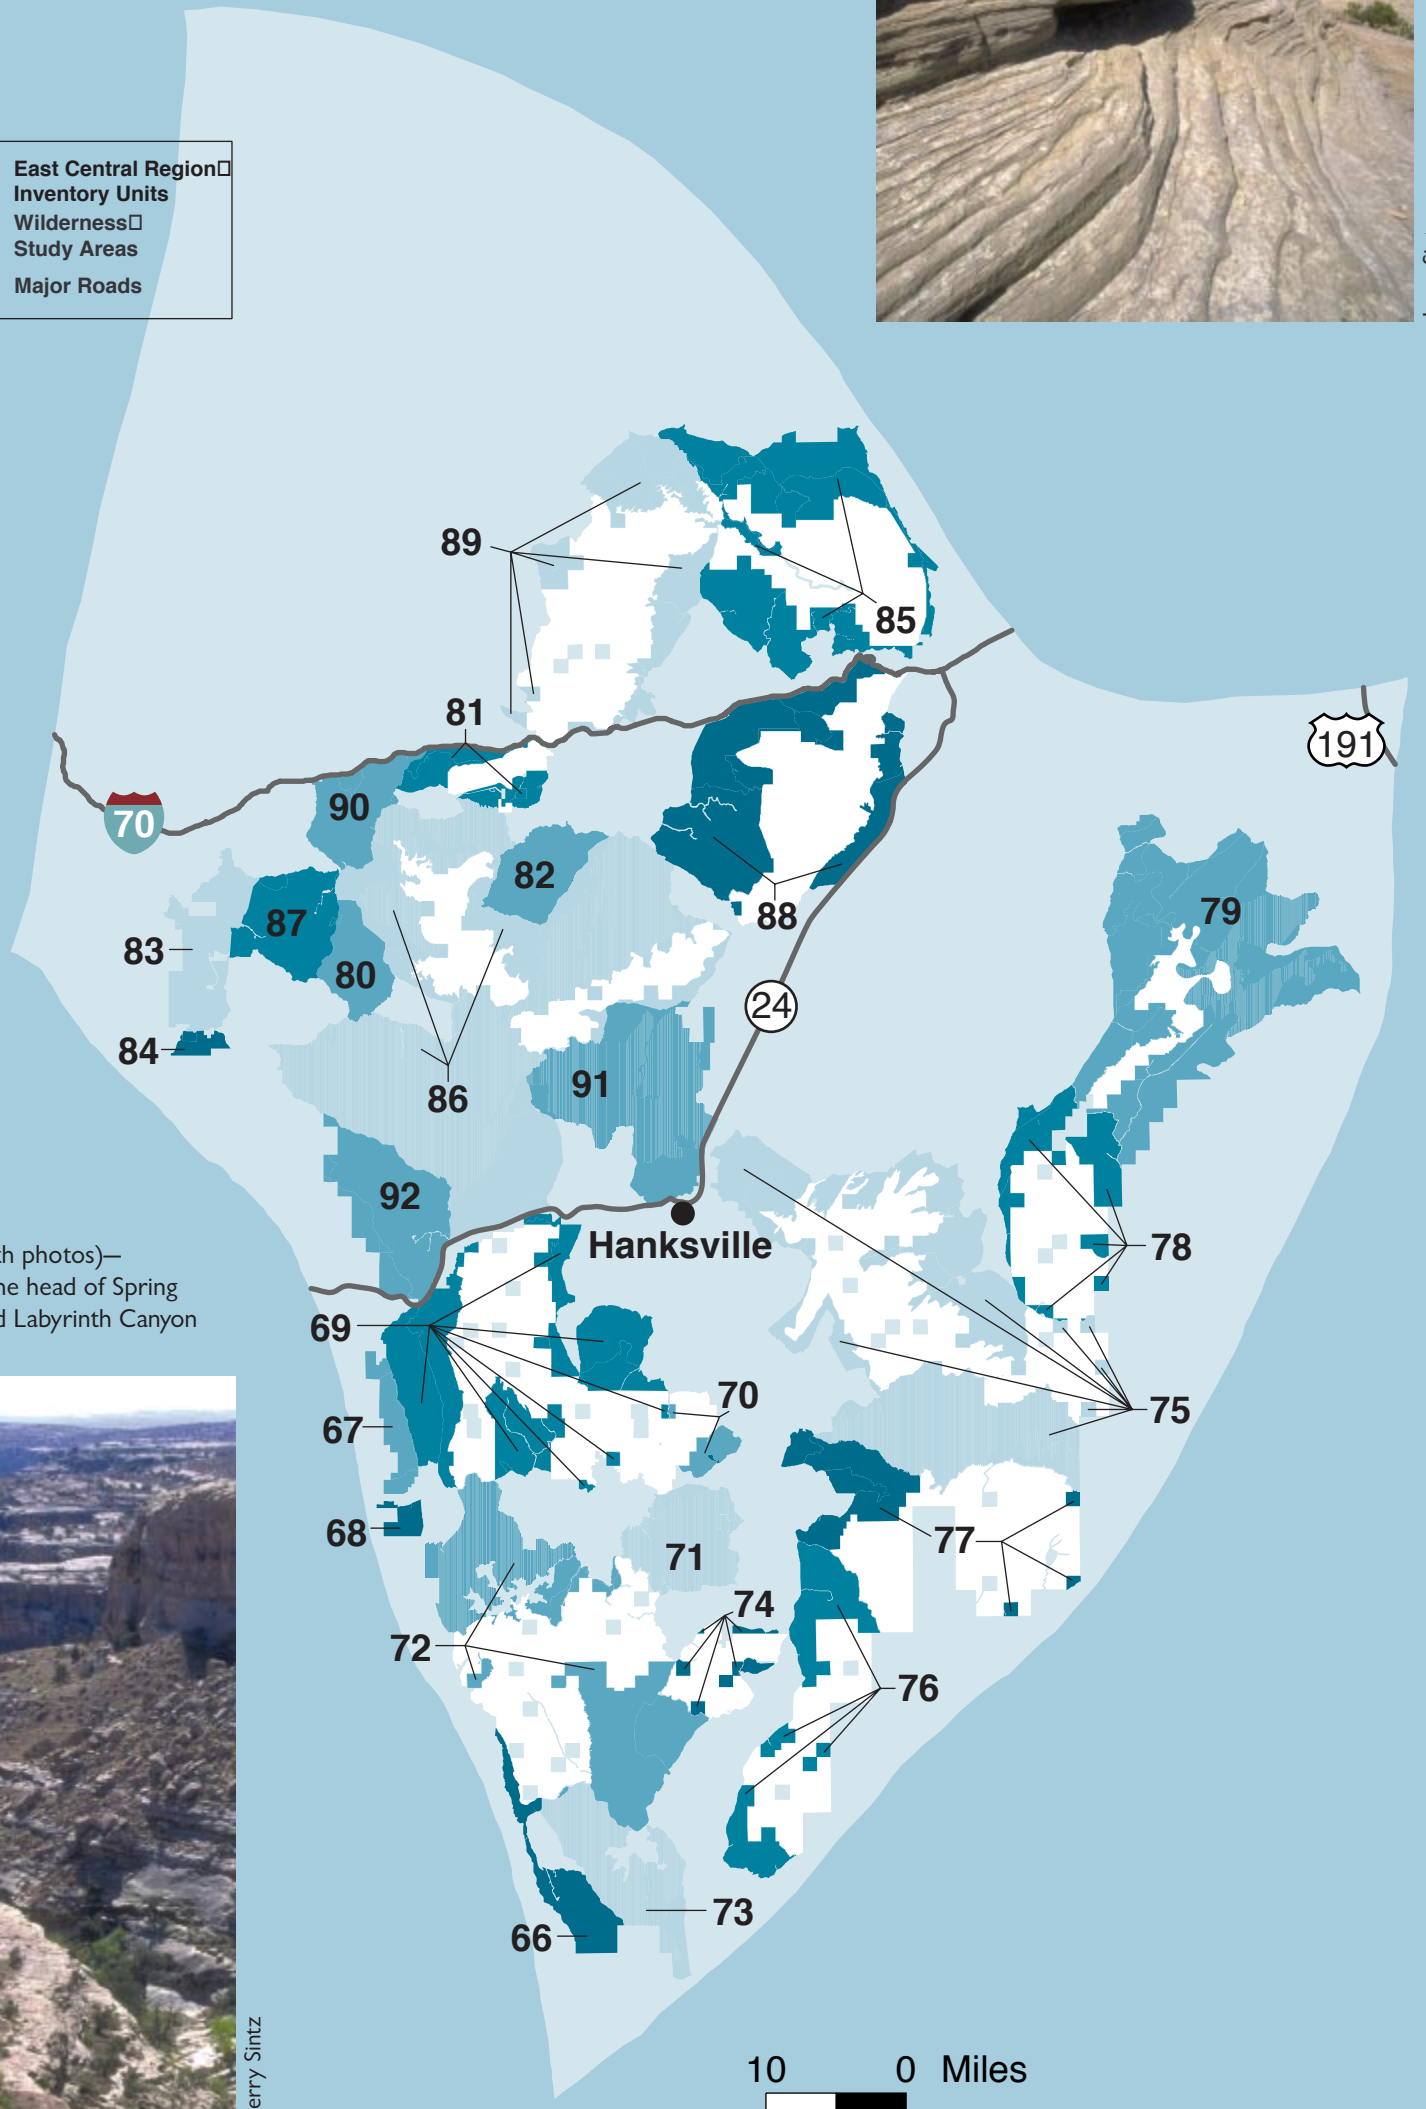 East Central Region
Inventory Units
Wilderness
Study Areas
Major Roads
89
85
81
191
70
90
82
88
87
79
83
80
24
84
86
91
92
Hanksville
78
th photos)—
ne head of Spring
d Labyrinth Canyon
69
70
75
67
68
77
71
74
72
76
73
66
erry Sintz
10 0 Miles